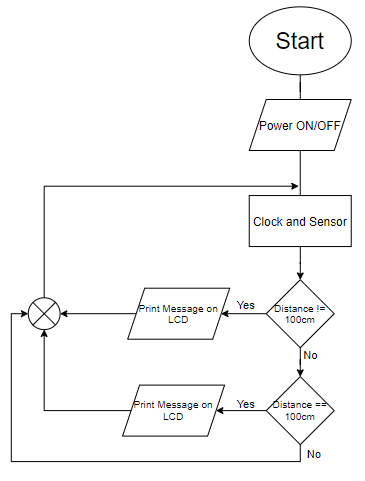 Start
Power ON/OFF
Clock and Sensor
Print Message on
LCD
Yes
Distance !=
100cm
No
Print Message on
LCD
Yes
Distance ==
100cm
No